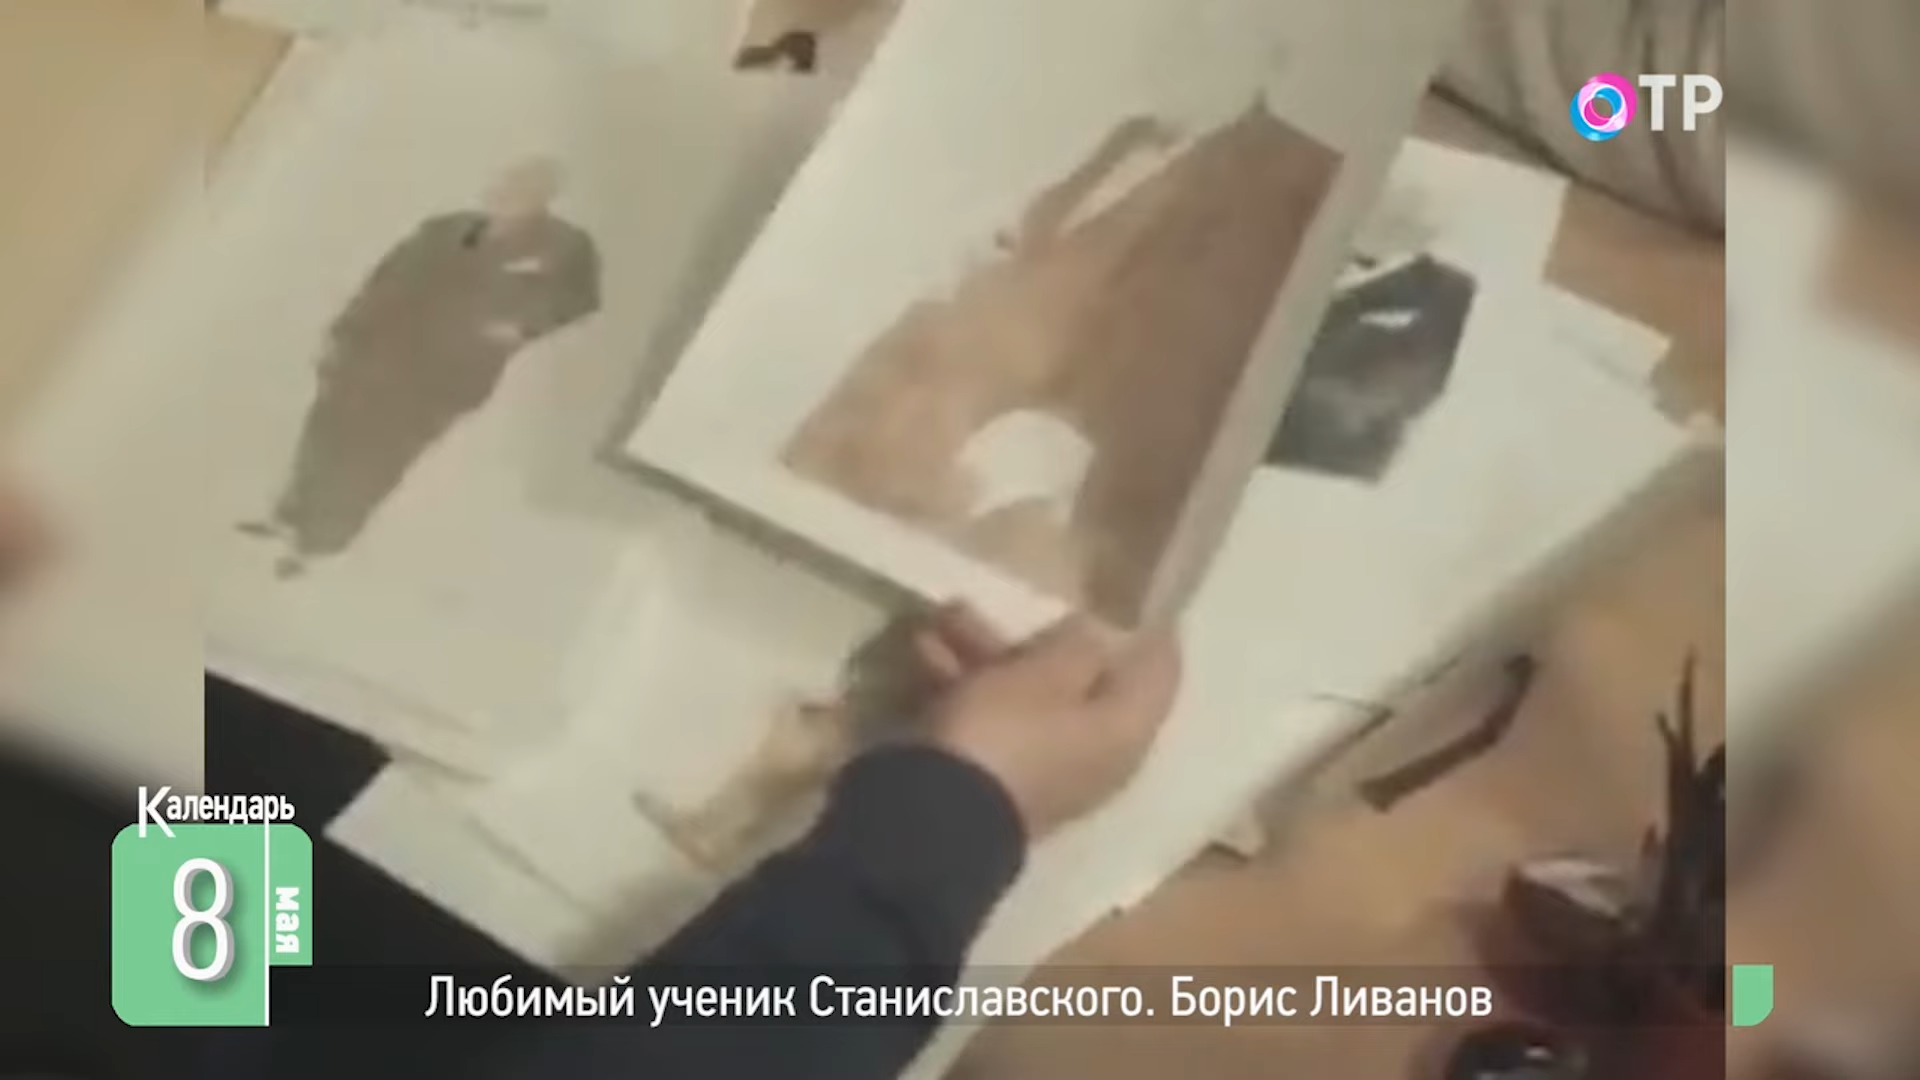 ОТР
Календарь
8
мая
Любимый ученик Станиславского. Борис Ливанов